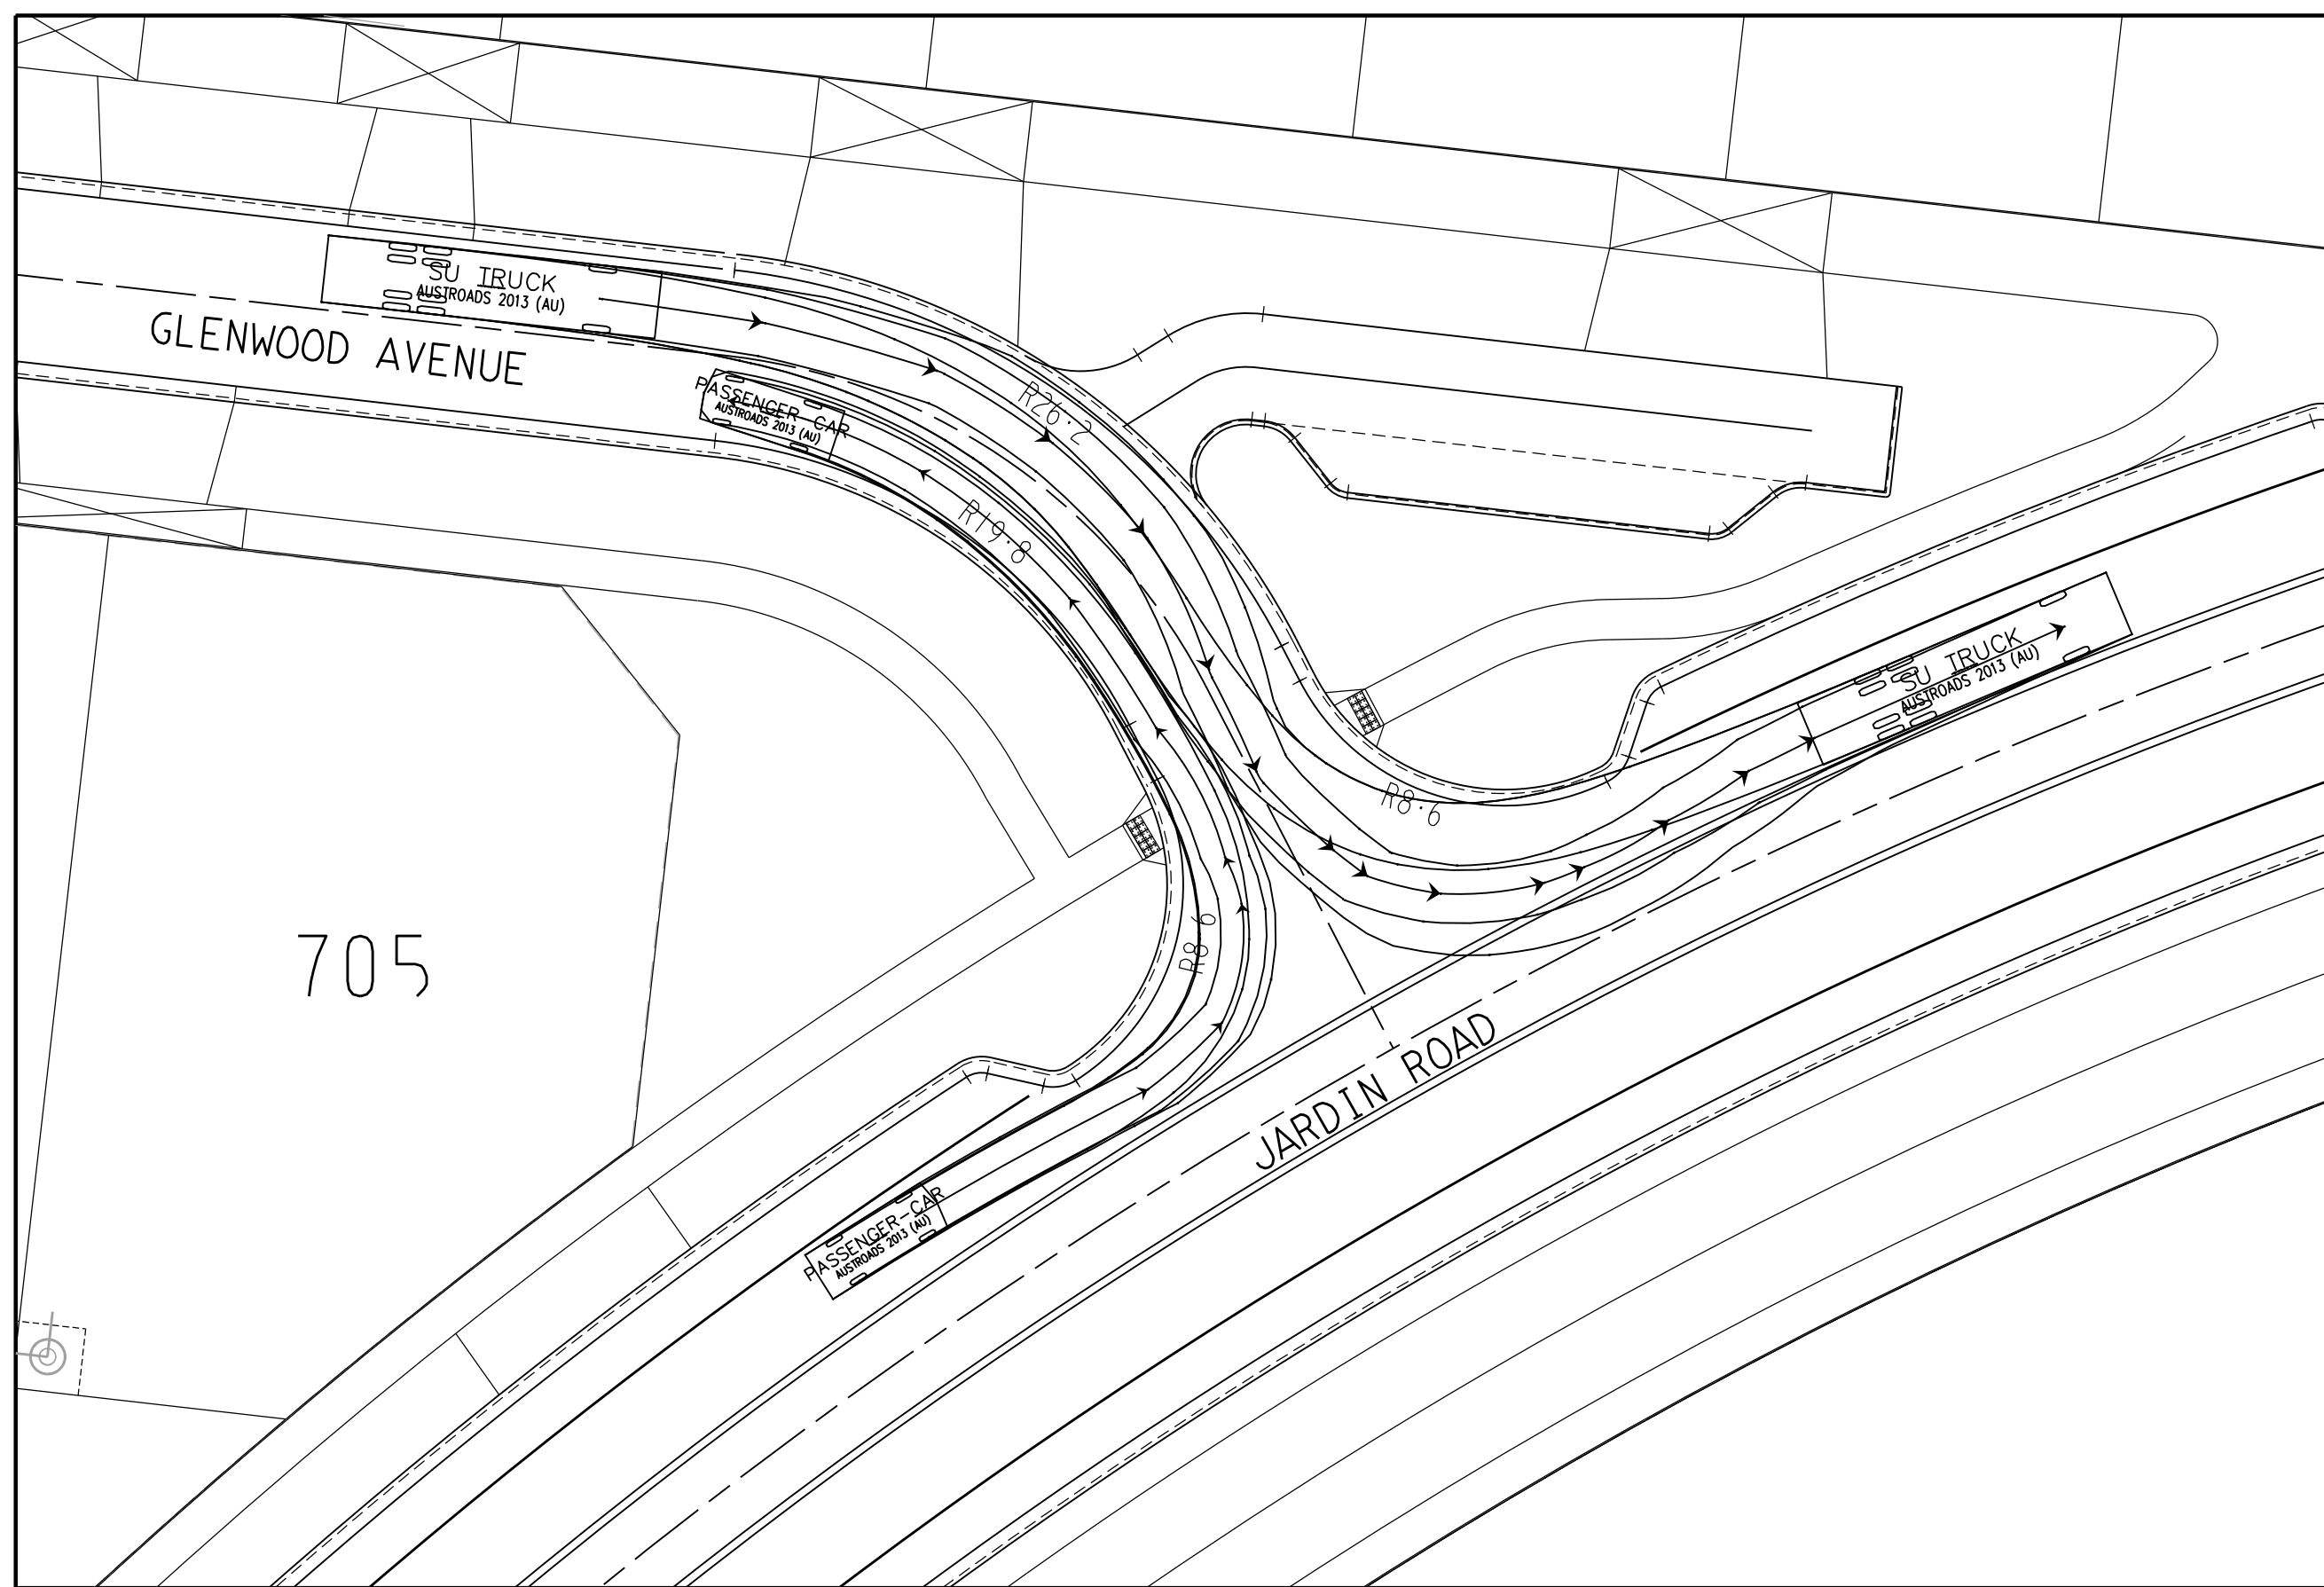 SU TRUCK
AUSTROADS 2013 (AU)
GLENWOOD AVENUE
PASSENGER CAR
AUSTROADS 2013 (AU)
R26.2
R19.8
SU TRUCK
AUSTROADS 2013 (AU)
R8.6
R8.6
705
JARDIN ROAD
PASSENGER-CAR
AUSTROADS 2013 (AU)